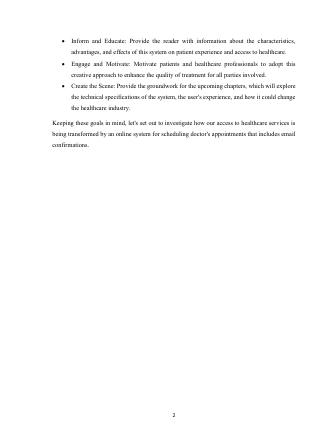 • Inform and Educate: Provide the reader with information about the characteristics,
advantages, and effects of this system on patient experience and access to healthcare.
• Engage and Motivate: Motivate patients and healthcare professionals to adopt this
creative approach to enhance the quality of treatment for all parties involved.
• Create the Scene: Provide the groundwork for the upcoming chapters, which will explore
the technical specifications of the system, the user's experience, and how it could change
the healthcare industry.
Keeping these goals in mind, let's set out to investigate how our access to healthcare services is
being transformed by an online system for scheduling doctor's appointments that includes email
confirmations.
2